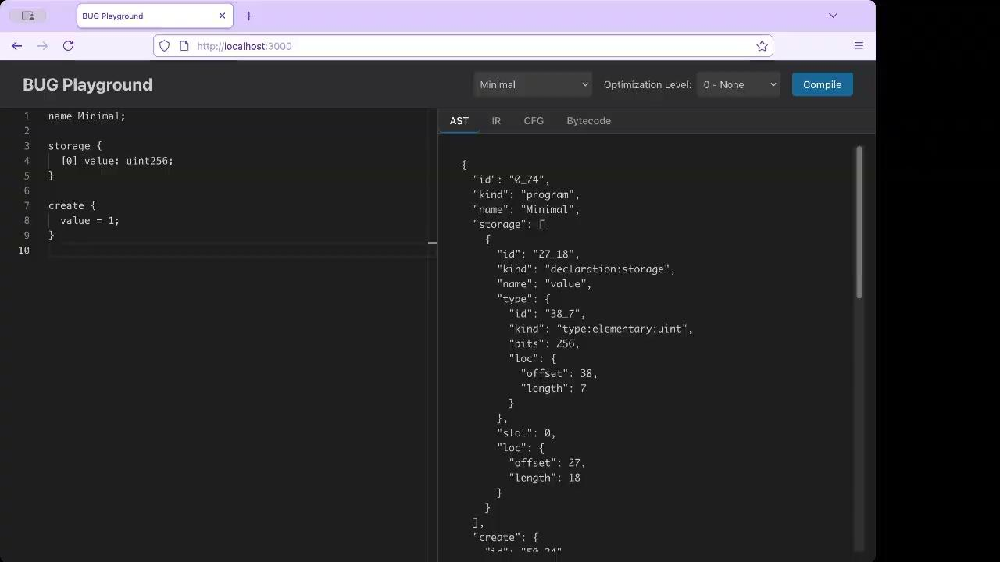 BUG Playground
http://localhost:3000
BUG Playground
Minimal
Optimization Level:
0 - None
Compile
1 name Minimal;
2
3 storage {
4 [0] value: uint256;
5 }
6
7 create {
8 value = 1;
9 }
10
AST IR CFG Bytecode
{
"id": "0_74",
"kind": "program",
"name": "Minimal",
"storage": [
{
"id": "27_18",
"kind": "declaration:storage",
"name": "value",
"type": {
"id": "38_7",
"kind": "type:elementary:uint",
"bits": 256,
"loc": {
"offset": 38,
"length": 7
}
},
"slot": 0,
"loc": {
"offset": 27,
"length": 18
}
}
],
"create": {